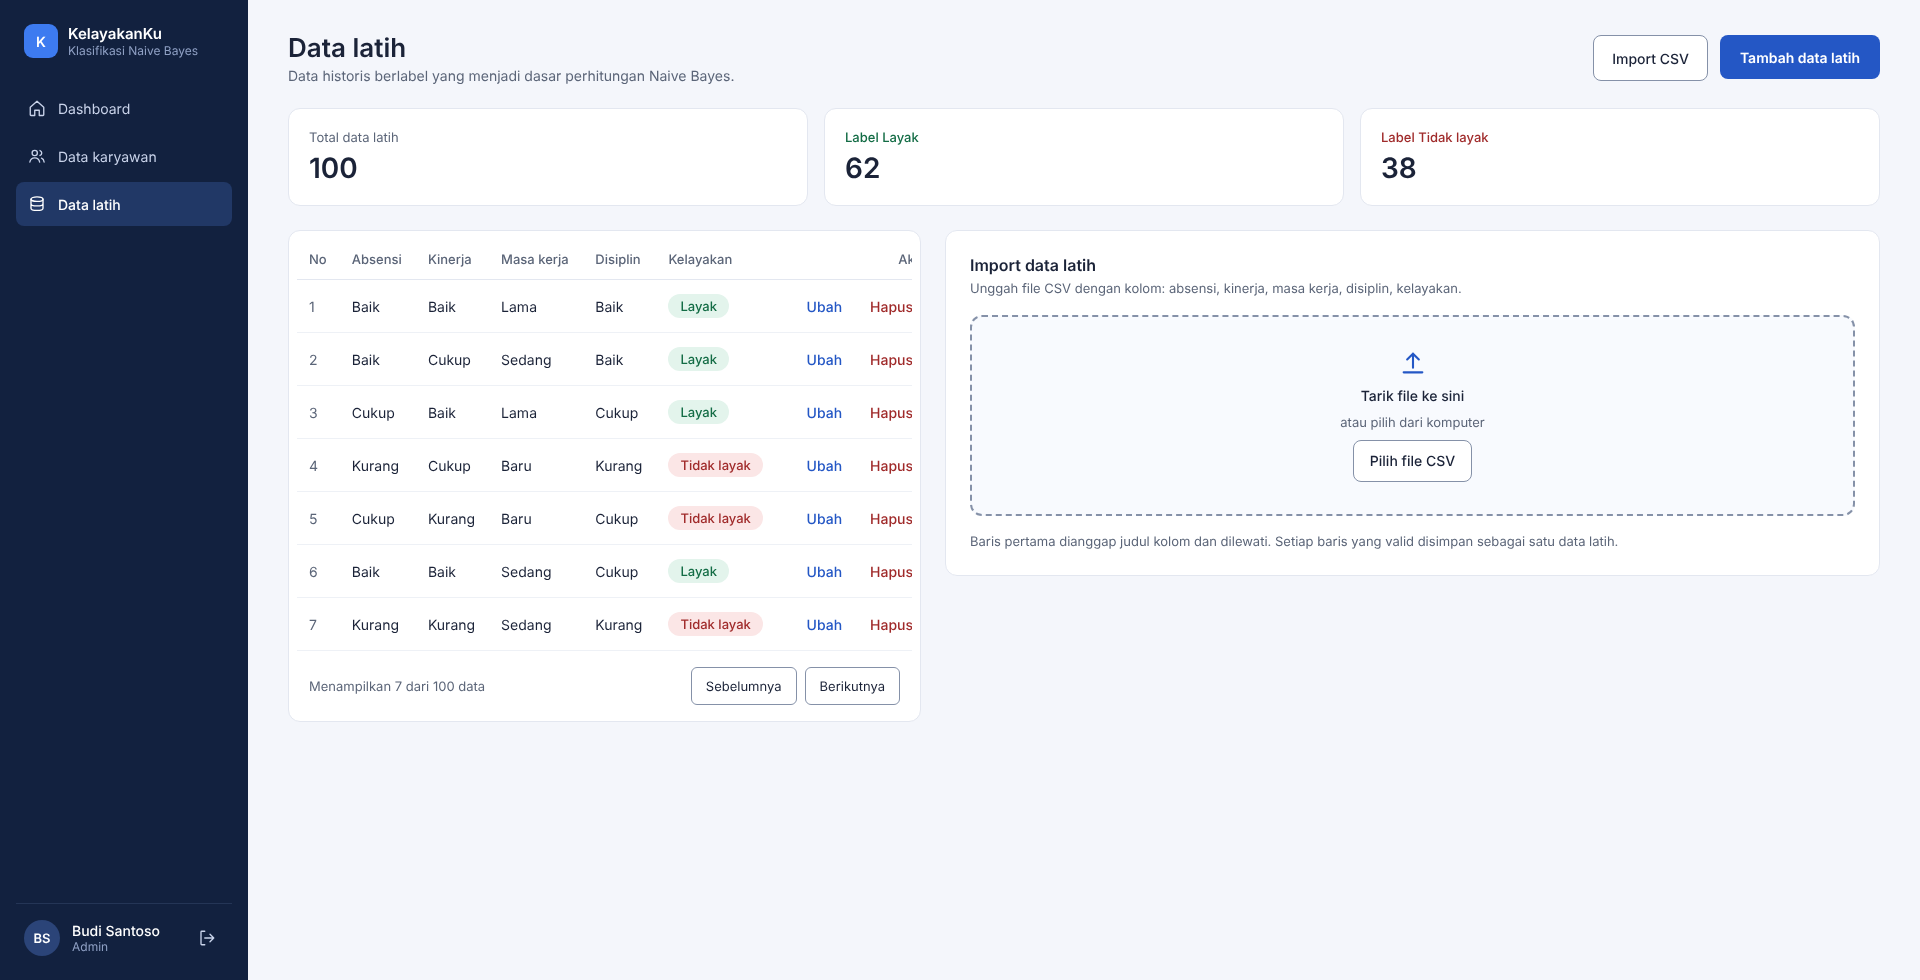 K
KelayakanKu
Klasifikasi Naive Bayes
Dashboard
Data karyawan
Data latih
BS
Budi Santoso
Admin
Data latih
Data historis berlabel yang menjadi dasar perhitungan Naive Bayes.
Import CSV
Tambah data latih
Total data latih
100
Label Layak
62
Label Tidak layak
38
No Absensi Kinerja Masa kerja Disiplin Kelayakan Ak
1 Baik Baik Lama Baik Layak Ubah Hapus
2 Baik Cukup Sedang Baik Layak Ubah Hapus
3 Cukup Baik Lama Cukup Layak Ubah Hapus
4 Kurang Cukup Baru Kurang Tidak layak Ubah Hapus
5 Cukup Kurang Baru Cukup Tidak layak Ubah Hapus
6 Baik Baik Sedang Cukup Layak Ubah Hapus
7 Kurang Kurang Sedang Kurang Tidak layak Ubah Hapus
Menampilkan 7 dari 100 data
Sebelumnya
Berikutnya
Import data latih
Unggah file CSV dengan kolom: absensi, kinerja, masa kerja, disiplin, kelayakan.
Tarik file ke sini
atau pilih dari komputer
Pilih file CSV
Baris pertama dianggap judul kolom dan dilewati. Setiap baris yang valid disimpan sebagai satu data latih.